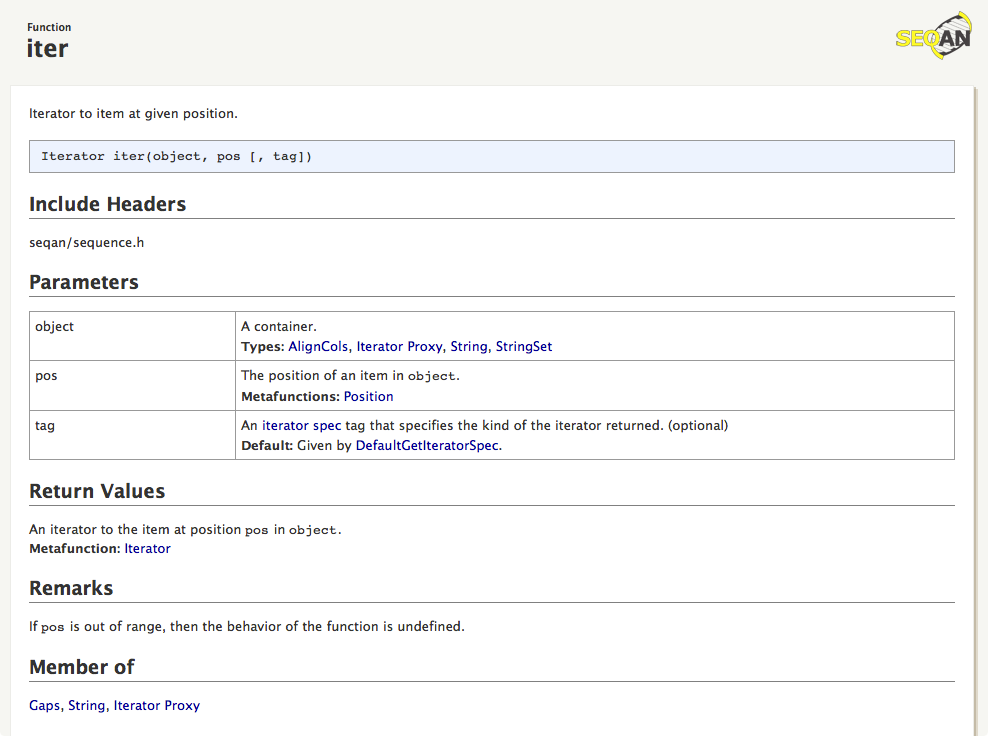 Function
iter
SEQAN
Iterator to item at given position.
Iterator iter(object, pos [, tag])
Include Headers
seqan/sequence.h
Parameters
object
A container.
Types: AlignCols, Iterator Proxy, String, StringSet
pos
The position of an item in object.
Metafunctions: Position
tag
An iterator spec tag that specifies the kind of the iterator returned. (optional)
Default: Given by DefaultGetIteratorSpec.
Return Values
An iterator to the item at position pos in object.
Metafunction: Iterator
Remarks
If pos is out of range, then the behavior of the function is undefined.
Member of
Gaps, String, Iterator Proxy